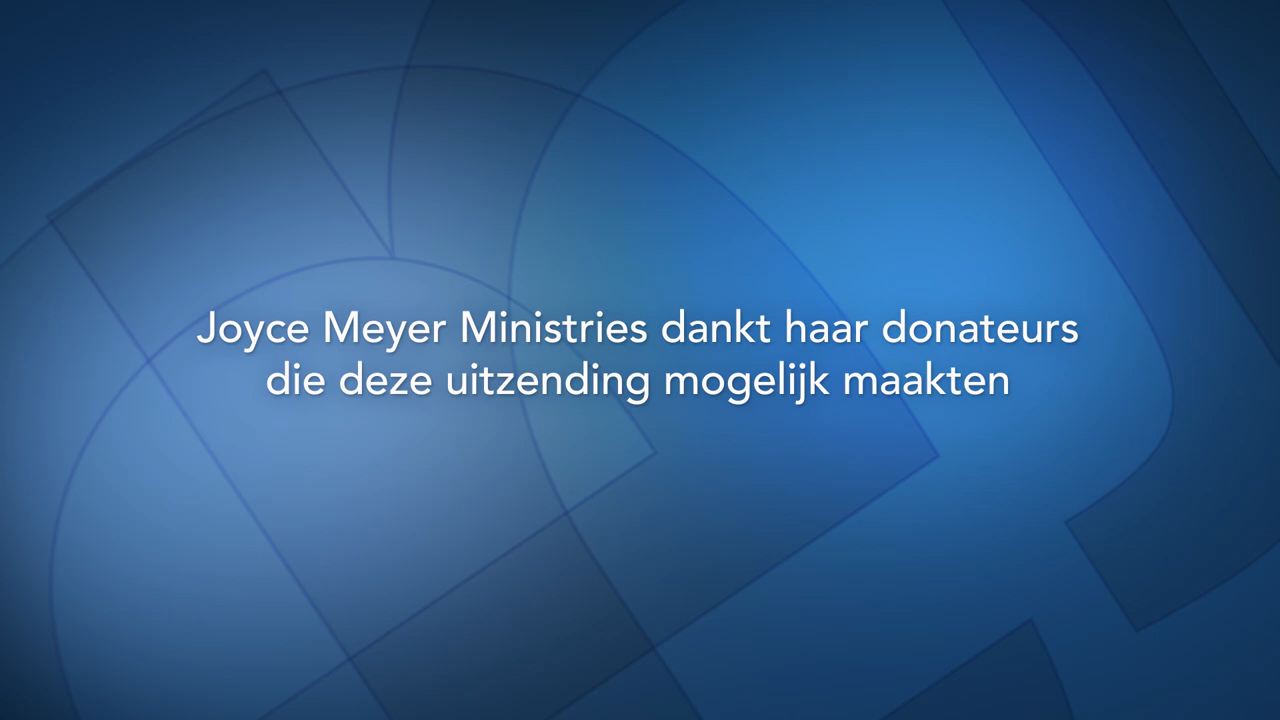 Joyce Meyer Ministries dankt haar donateurs
die deze uitzending mogelijk maakten